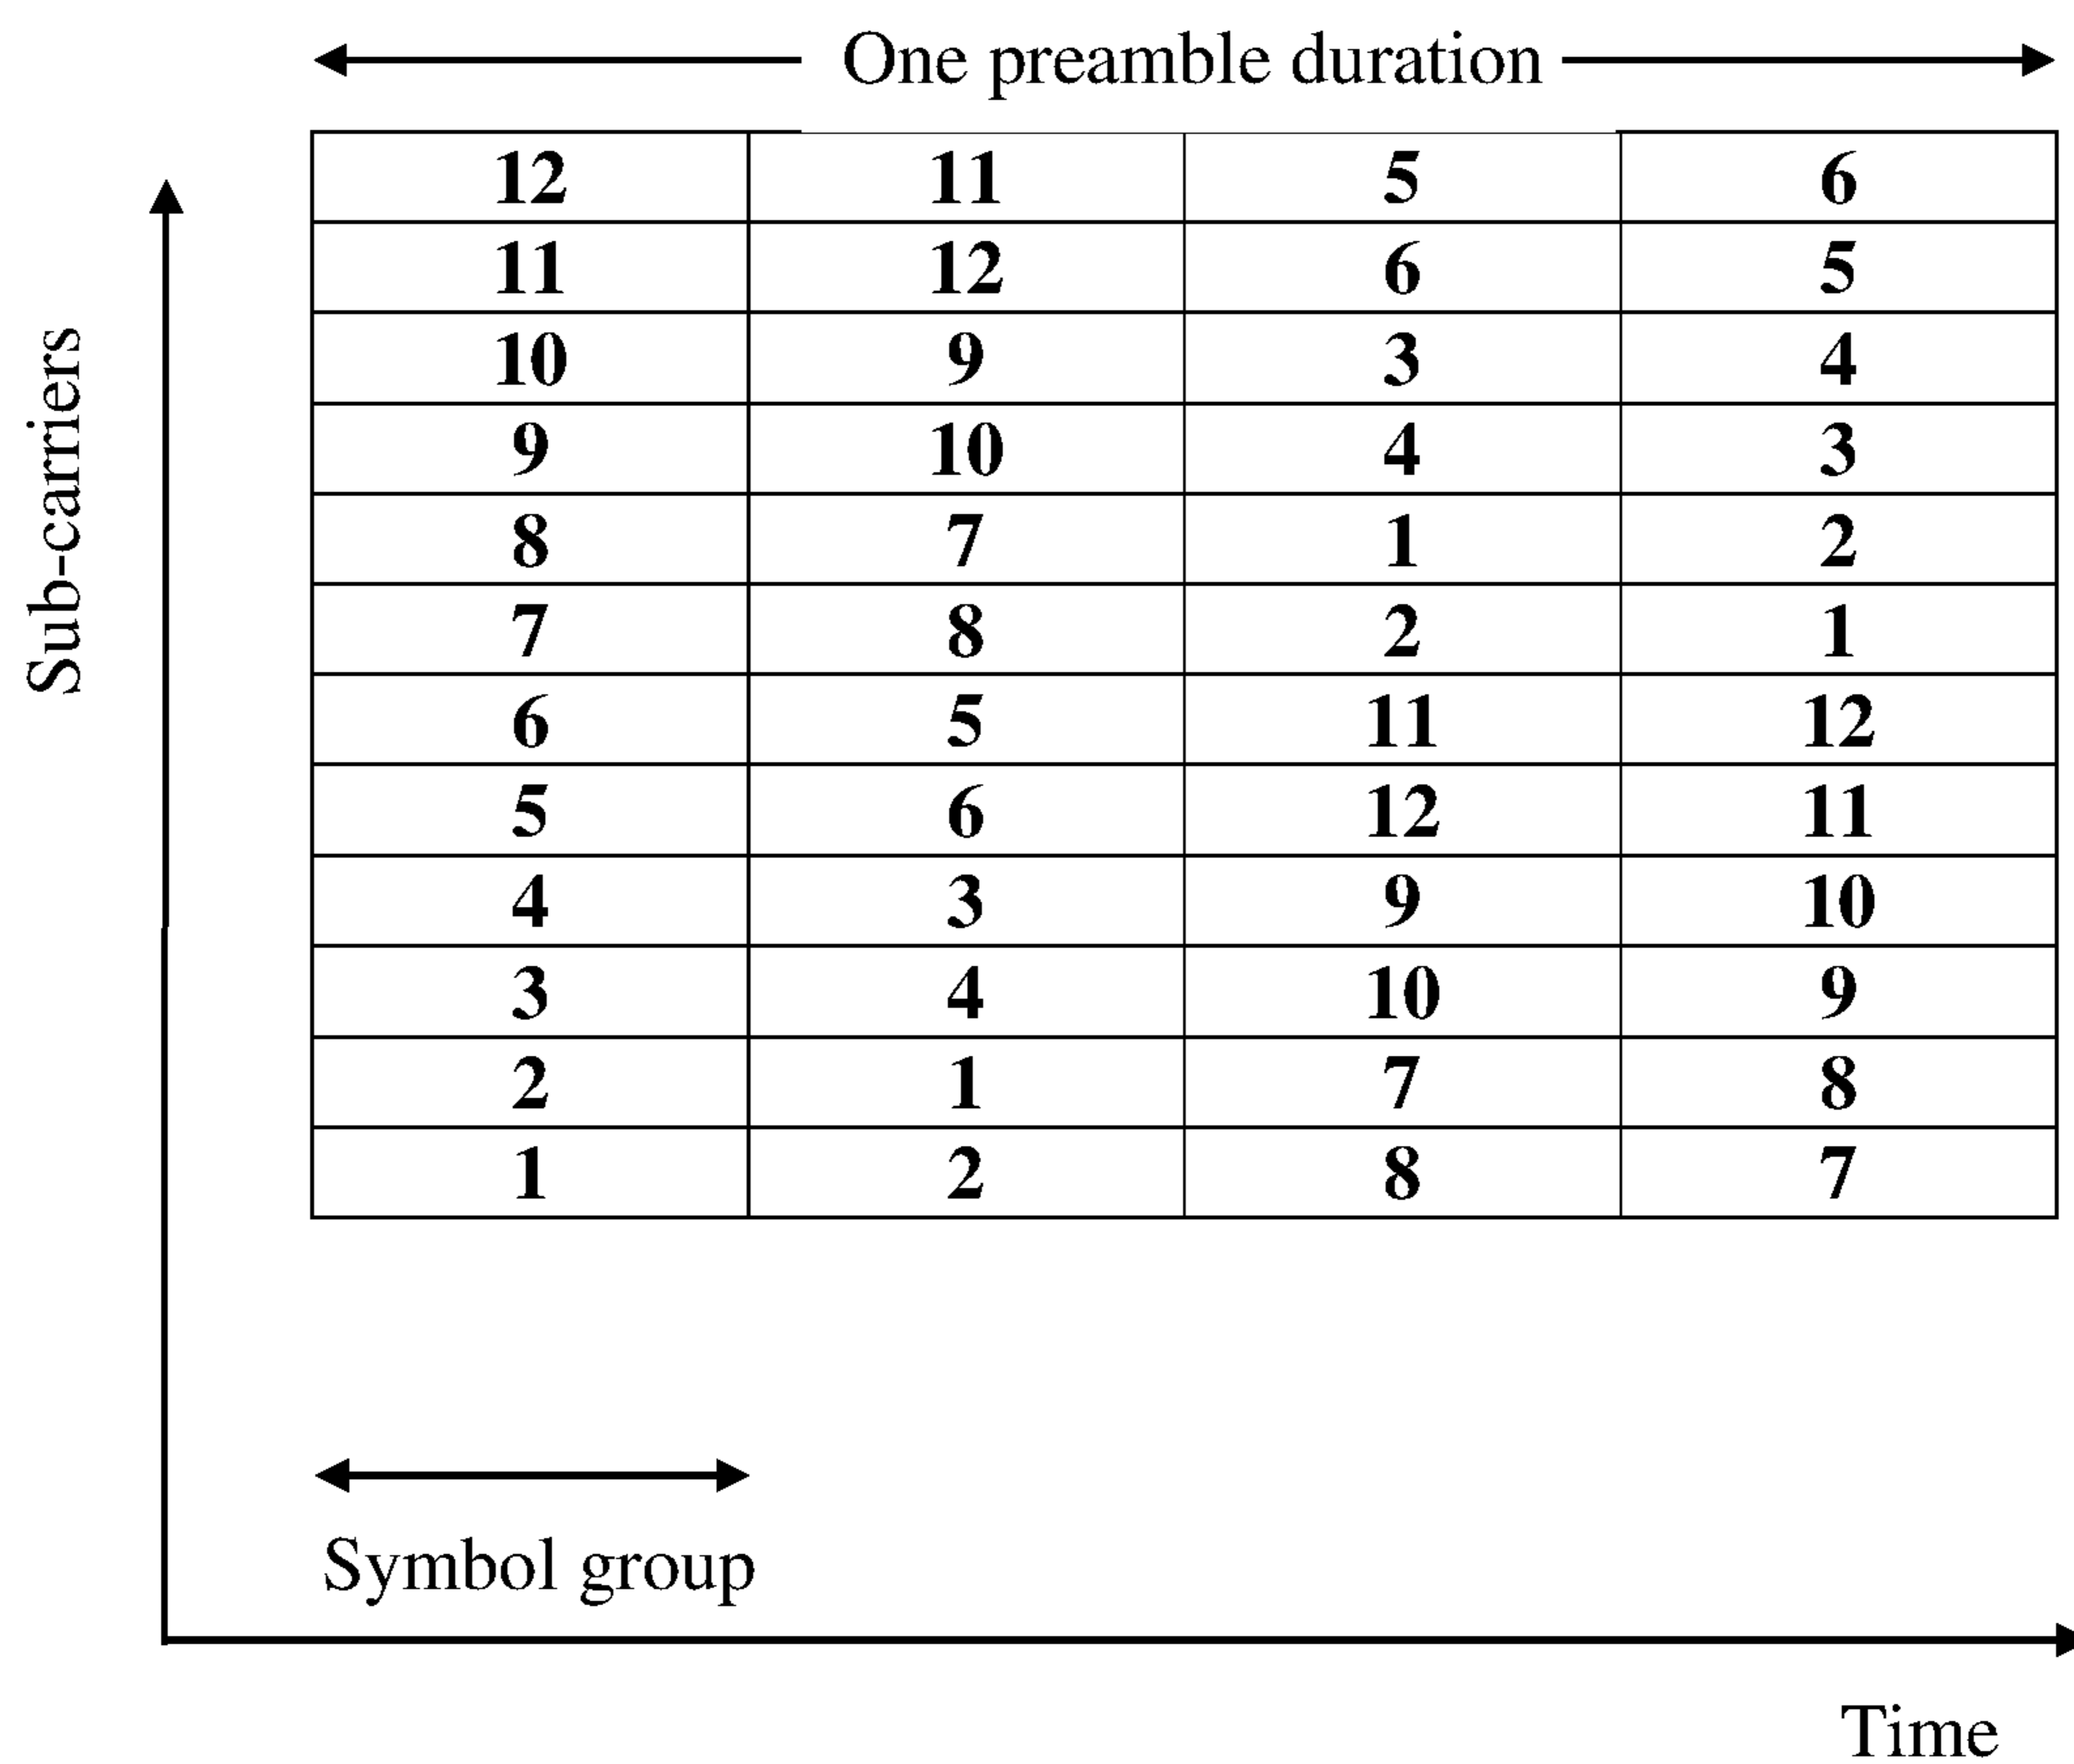 One preamble duration
Sub-carriers
12 11 5 6
11 12 6 5
10 9 3 4
9 10 4 3
8 7 1 2
7 8 2 1
6 5 11 12
5 6 12 11
4 3 9 10
3 4 10 9
2 1 7 8
1 2 8 7
Symbol group
Time